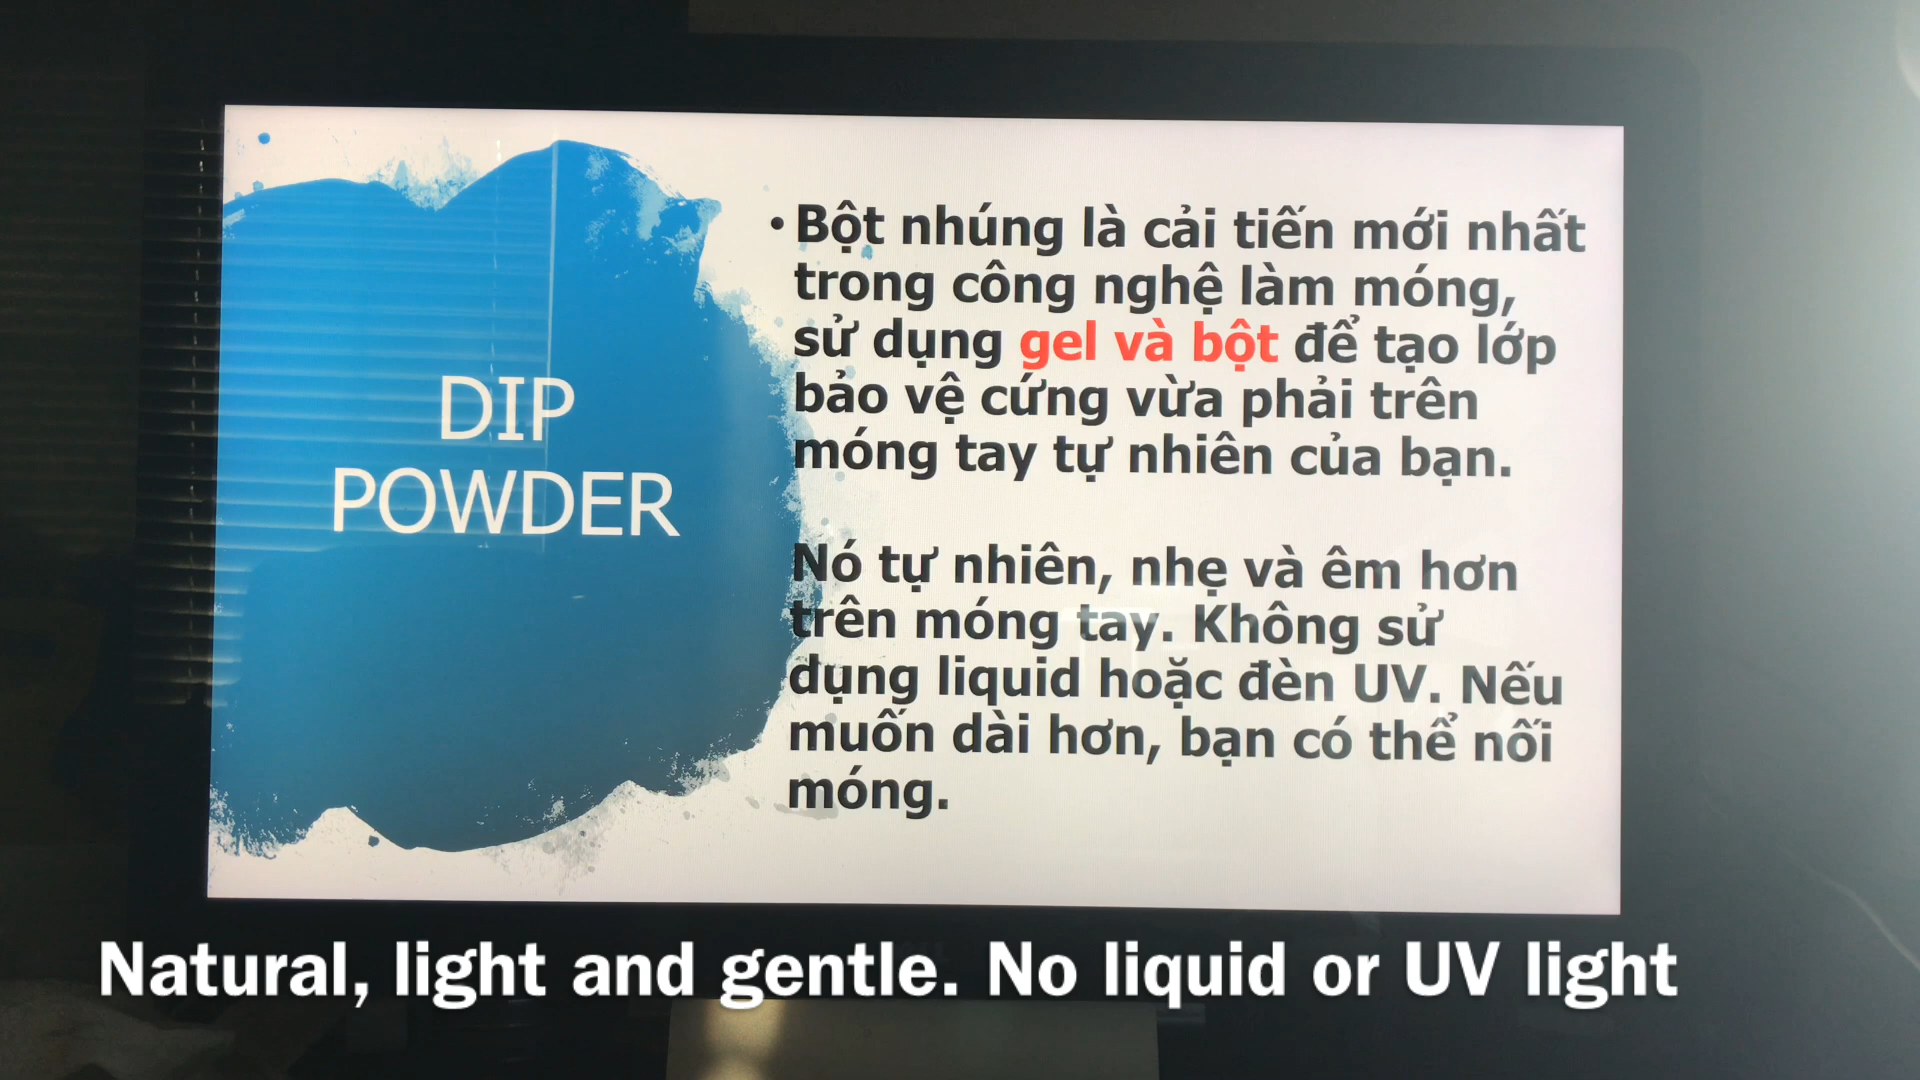 DIP
POWDER
• Bột nhúng là cải tiến mới nhất
trong công nghệ làm móng,
sử dụng gel và bột để tạo lớp
bảo vệ cứng vừa phải trên
móng tay tự nhiên của bạn.
Nó tự nhiên, nhẹ và êm hơn
trên móng tay. Không sử
dụng liquid hoặc đèn UV. Nếu
muốn dài hơn, bạn có thể nối
móng.
Natural, light and gentle. No liquid or UV light